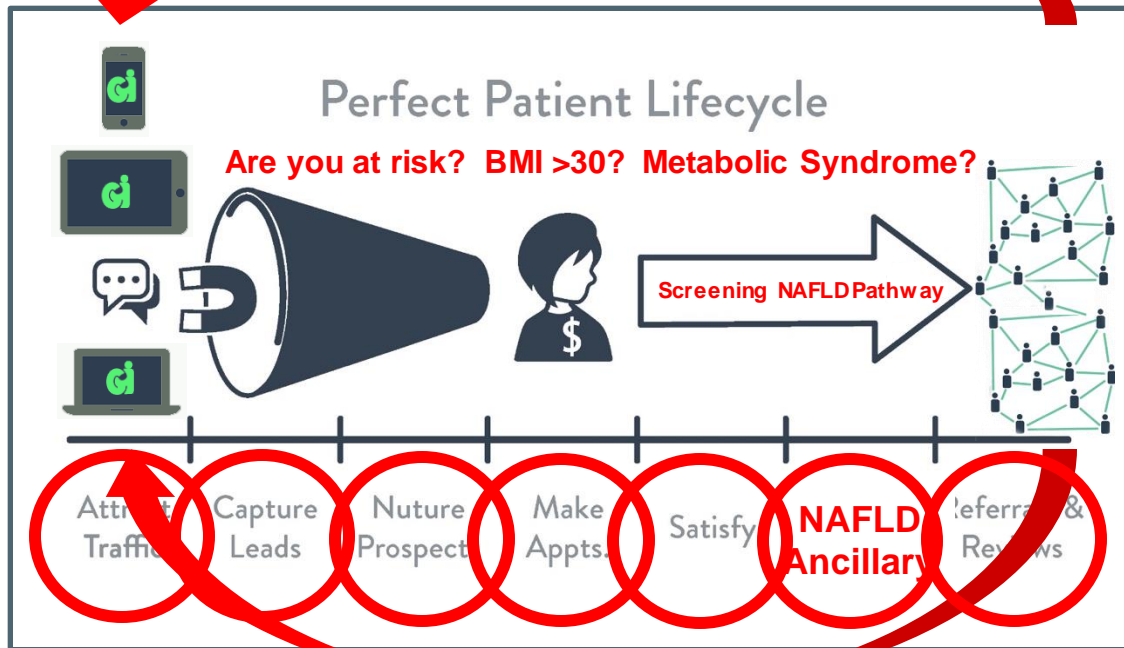 Perfect Patient Lifecycle
Are you at risk? BMI >30? Metabolic Syndrome?
Screening NAFLD Pathway
$
Capture
Leads
Nuture
Make
Appts.
Satisfy
NAFLD
Ancillary
&